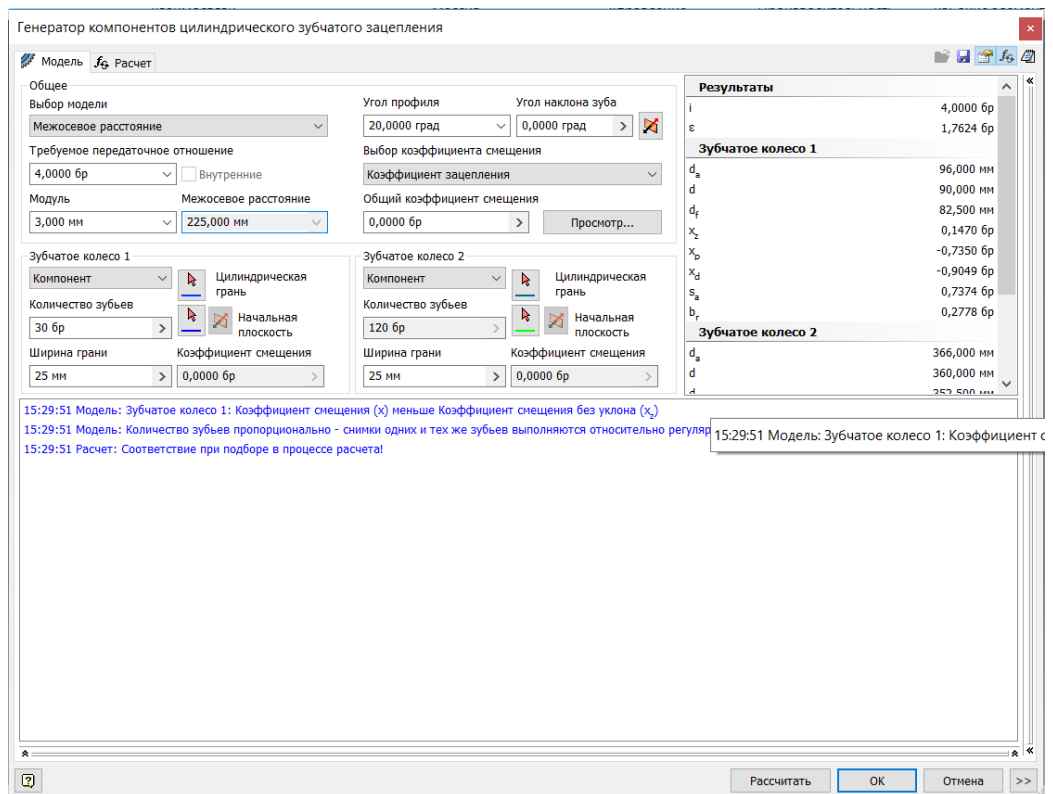 Генератор компонентов цилиндрического зубчатого зацепления
Модель
Расчет
Общее
Выбор модели
Межосевое расстояние
Требуемое передаточное отношение
4,0000 бр
Внутренние
Модуль
Межосевое расстояние
3,000 мм
225,000 мм
Угол профиля
Угол наклона зуба
20,0000 град
0,0000 град
Выбор коэффициента смещения
Коэффициент зацепления
Общий коэффициент смещения
0,0000 бр
Просмотр...
Зубчатое колесо 1
Компонент
Цилиндрическая
грань
Количество зубьев
30 бр
Начальная
плоскость
Ширина грани
Коэффициент смещения
25 мм
0,0000 бр
Зубчатое колесо 2
Компонент
Цилиндрическая
грань
Количество зубьев
120 бр
Начальная
плоскость
Ширина грани
Коэффициент смещения
25 мм
0,0000 бр
Результаты
i 4,0000 бр
ε 1,7624 бр
Зубчатое колесо 1
da 96,000 мм
d 90,000 мм
df 82,500 мм
xz 0,1470 бр
xp -0,7350 бр
xd -0,9049 бр
sa 0,7374 бр
br 0,2778 бр
Зубчатое колесо 2
da 366,000 мм
d 360,000 мм
352,500 мм
15:29:51 Модель: Зубчатое колесо 1: Коэффициент смещения (x) меньше Коэффициент смещения без уклона (xz)
15:29:51 Модель: Количество зубьев пропорционально - снимки одних и тех же зубьев выполняются относительно регуляр
15:29:51 Расчет: Соответствие при подборе в процессе расчета!
15:29:51 Модель: Зубчатое колесо 1: Коэффициент с
Рассчитать
ОК
Отмена
>>